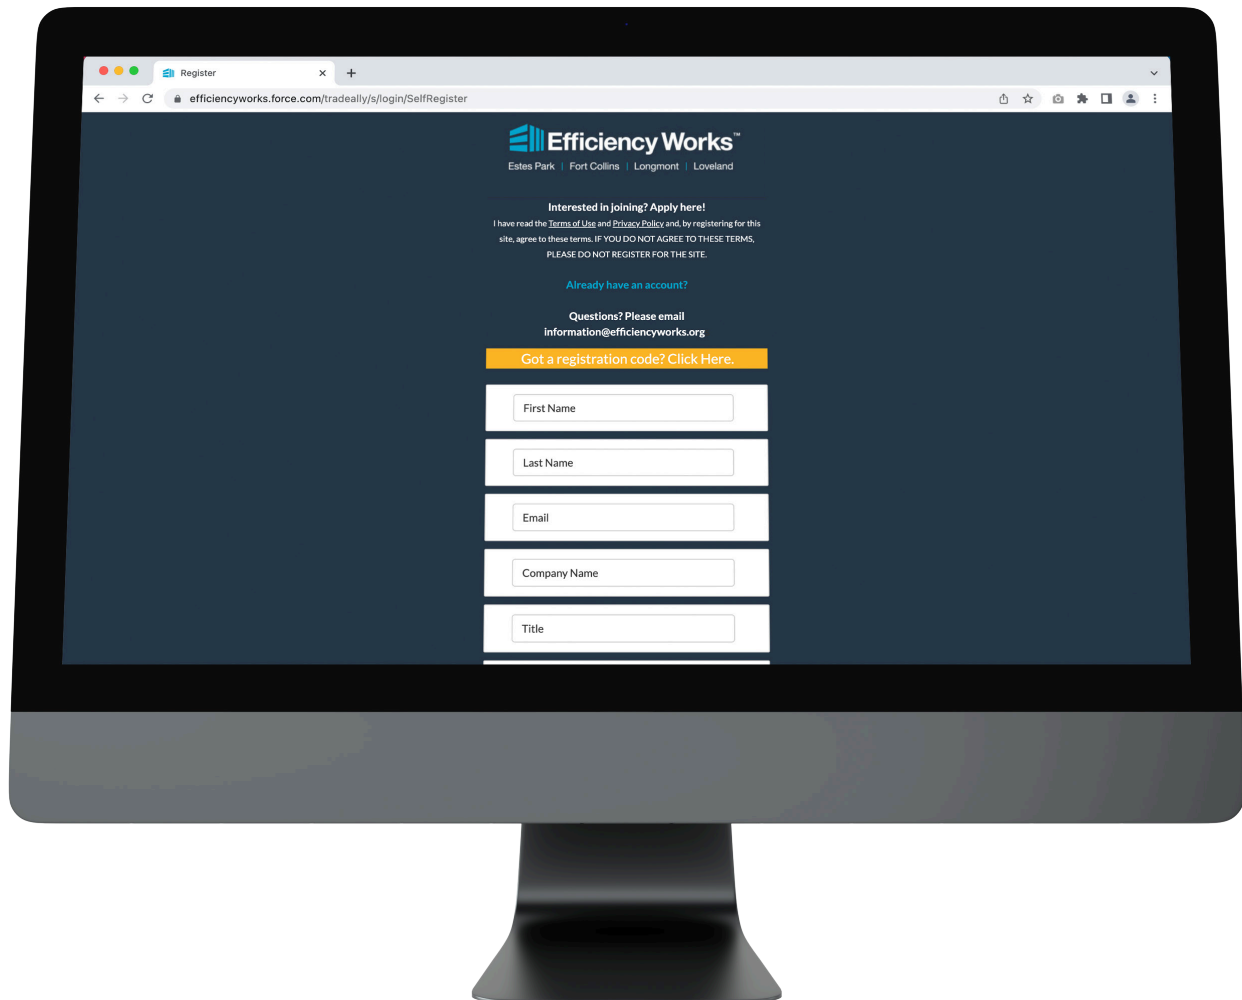 Register
efficiencyworks.force.com/tradeally/s/login/SelfRegister
Efficiency Works™
Estes Park | Fort Collins | Longmont | Loveland
Interested in joining? Apply here!
I have read the Terms of Use and Privacy Policy and, by registering for this
site, agree to these terms. IF YOU DO NOT AGREE TO THESE TERMS,
PLEASE DO NOT REGISTER FOR THE SITE.
Already have an account?
Questions? Please email
information@efficiencyworks.org
Got a registration code? Click Here.
First Name
Last Name
Email
Company Name
Title